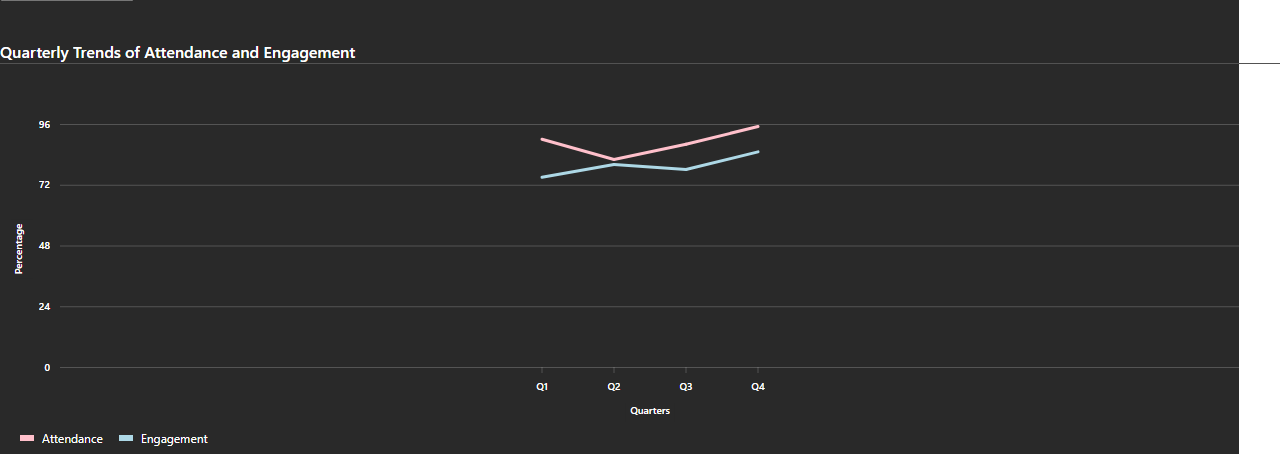 Quarterly Trends of Attendance and Engagement
96
72
48
24
0
Percentage
Q1 Q2 Q3 Q4
Quarters
Attendance Engagement